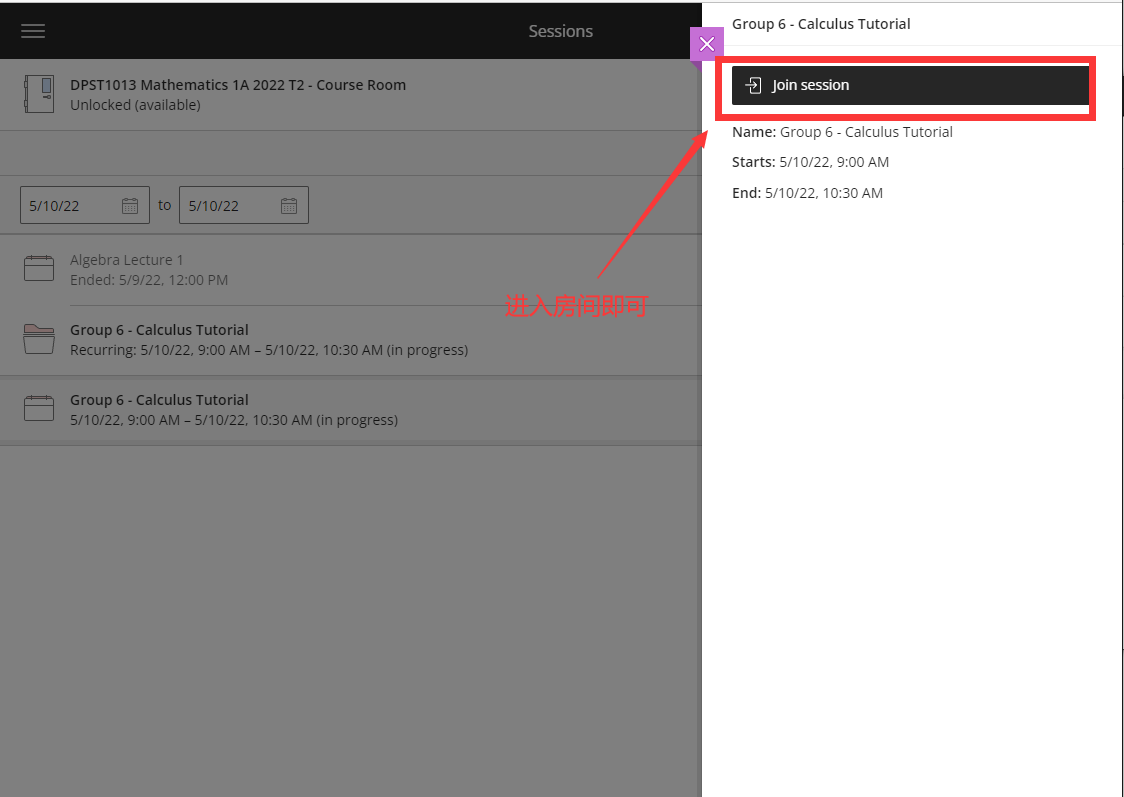 Sessions
DPST1013 Mathematics 1A 2022 T2 - Course Room
Unlocked (available)
5/10/22 to 5/10/22
Algebra Lecture 1
Ended: 5/9/22, 12:00 PM
Group 6 - Calculus Tutorial
Recurring: 5/10/22, 9:00 AM – 5/10/22, 10:30 AM (in progress)
Group 6 - Calculus Tutorial
5/10/22, 9:00 AM – 5/10/22, 10:30 AM (in progress)
Group 6 - Calculus Tutorial
Join session
Name: Group 6 - Calculus Tutorial
Starts: 5/10/22, 9:00 AM
End: 5/10/22, 10:30 AM
进入房间即可